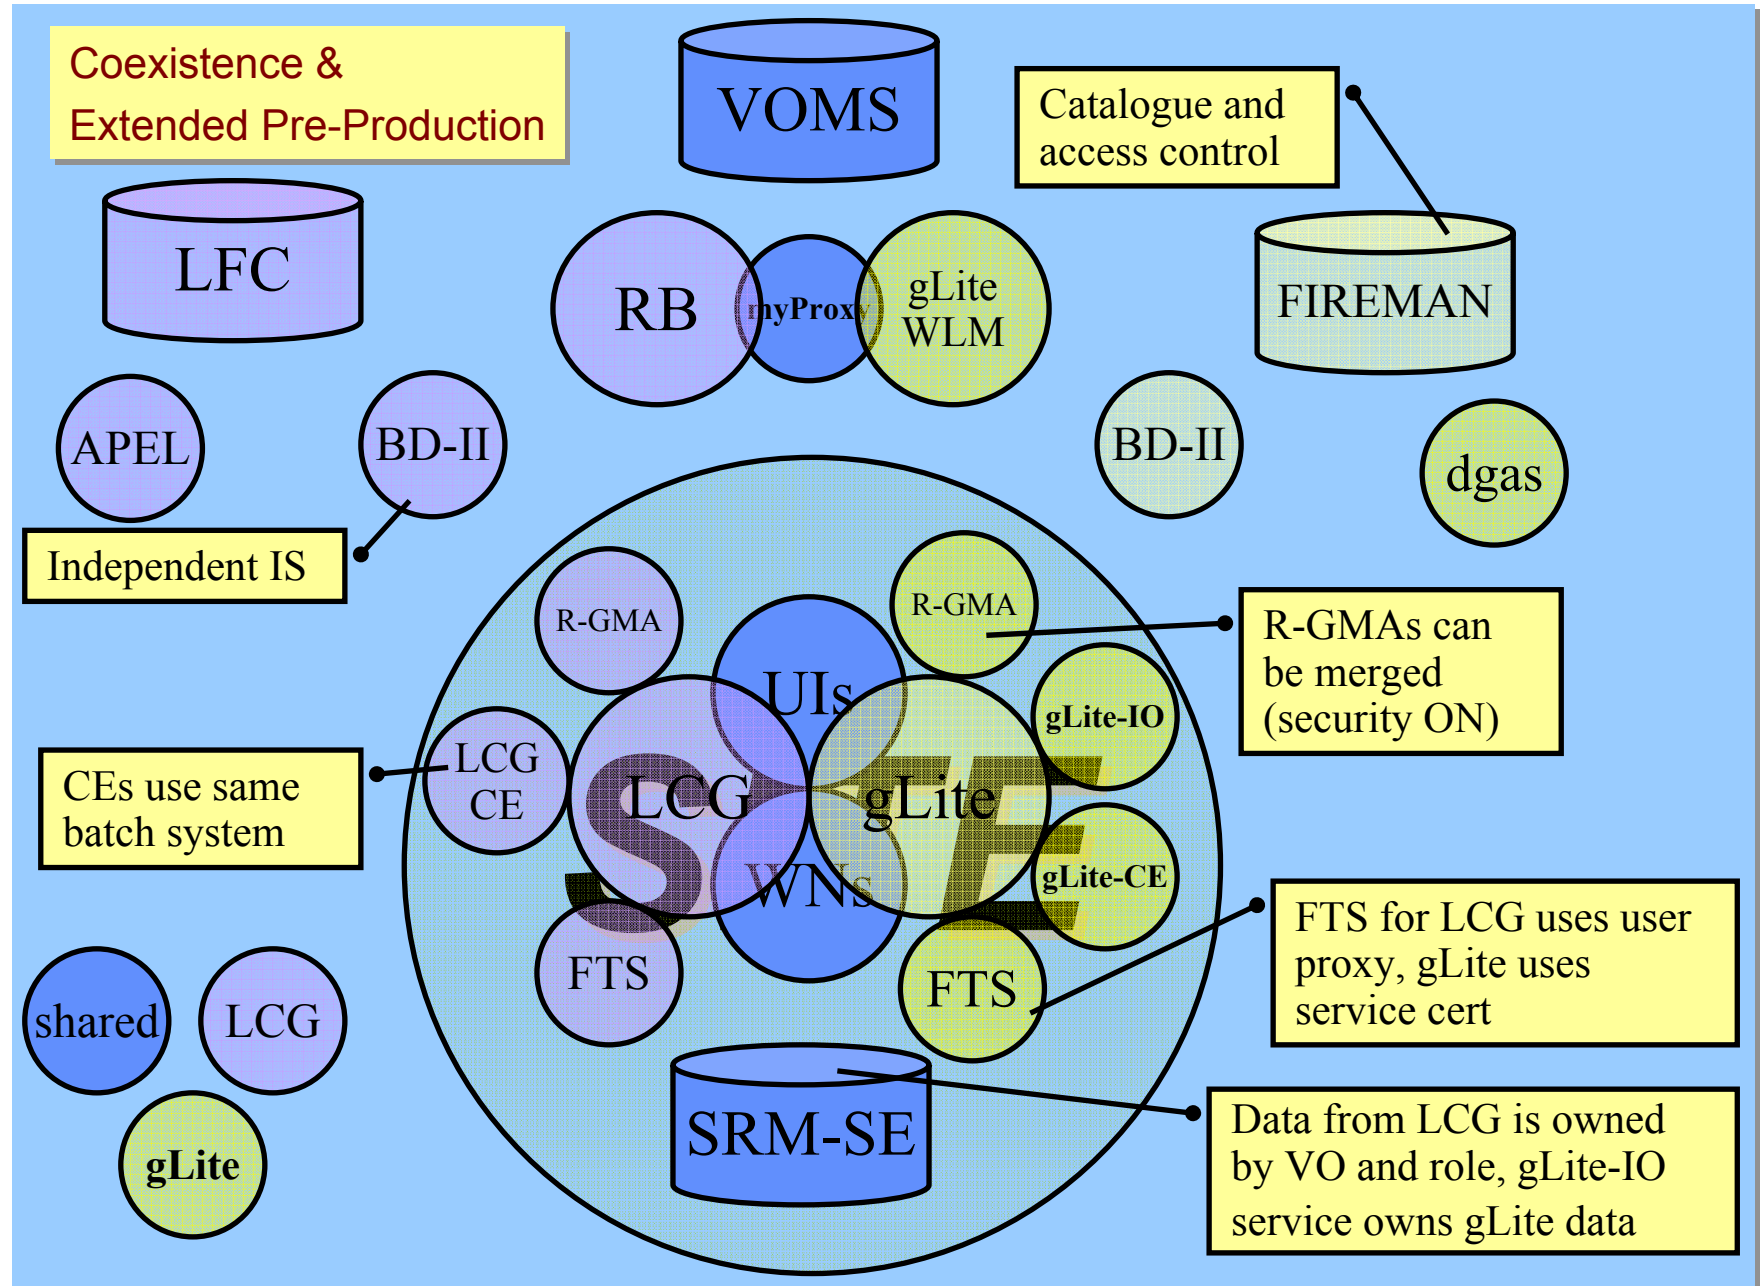 Coexistence &
Extended Pre-Production
VOMS
Catalogue and
access control
LFC
RB
myProxy
gLite
WLM
FIREMAN
APEL
BD-II
BD-II
dgas
Independent IS
R-GMA
R-GMA
R-GMAs can
be merged
(security ON)
UIs
gLite-IO
LCG
CE
CEs use same
batch system
LCG
gLite
SITE
WNs
gLite-CE
FTS
FTS
FTS for LCG uses user
proxy, gLite uses
service cert
shared
LCG
gLite
SRM-SE
Data from LCG is owned
by VO and role, gLite-IO
service owns gLite data